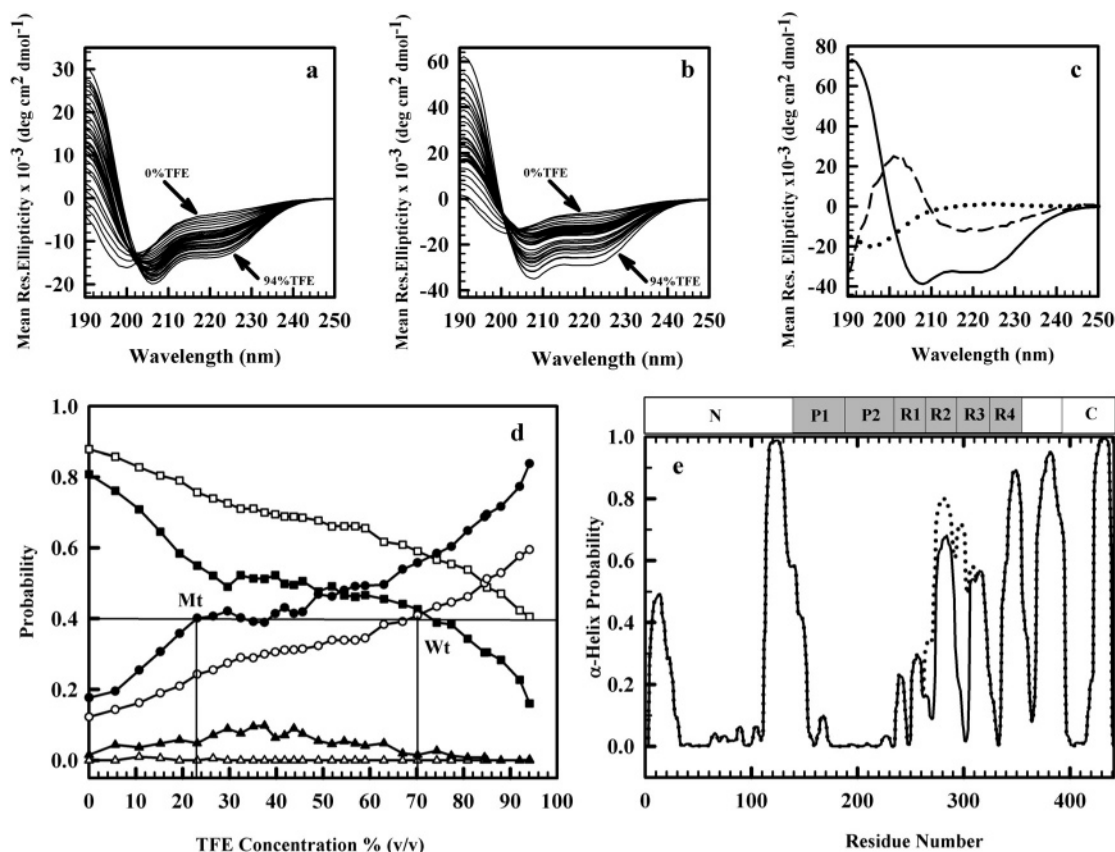 a
b
c
35
30
20
10
0
-10
-20
60
40
20
0
-20
-40
80
60
40
20
0
-20
-40
0%TFE
94%TFE
0%TFE
94%TFE
190 200 210 220 230 240 250
190 200 210 220 230 240 250
190 200 210 220 230 240 250
Mean Res.Ellipticity x 10-3 (deg cm2 dmol-1)
Mean Res.Ellipticity x 10-3 (deg cm2 dmol-1)
Mean Res. Ellipticity x10-3 (deg cm2 dmol-1)
Wavelength (nm)
Wavelength (nm)
Wavelength (nm)
d
1.0
0.8
0.6
0.4
0.2
0.0
Probability
Mt
Wt
0 10 20 30 40 50 60 70 80 90 100
TFE Concentration % (v/v)
N P1 P2 R1 R2 R3 R4 C
e
1.0
0.8
0.6
0.4
0.2
0.0
α-Helix Probability
0 100 200 300 400
Residue Number